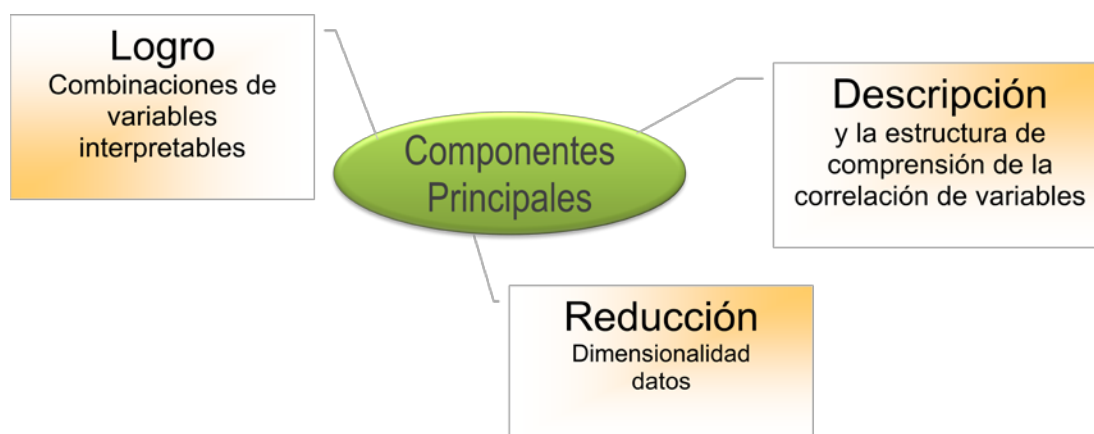 Logro
Combinaciones de
variables
interpretables
Componentes
Principales
Descripción
y la estructura de
comprensión de la
correlación de variables
Reducción
Dimensionalidad
datos